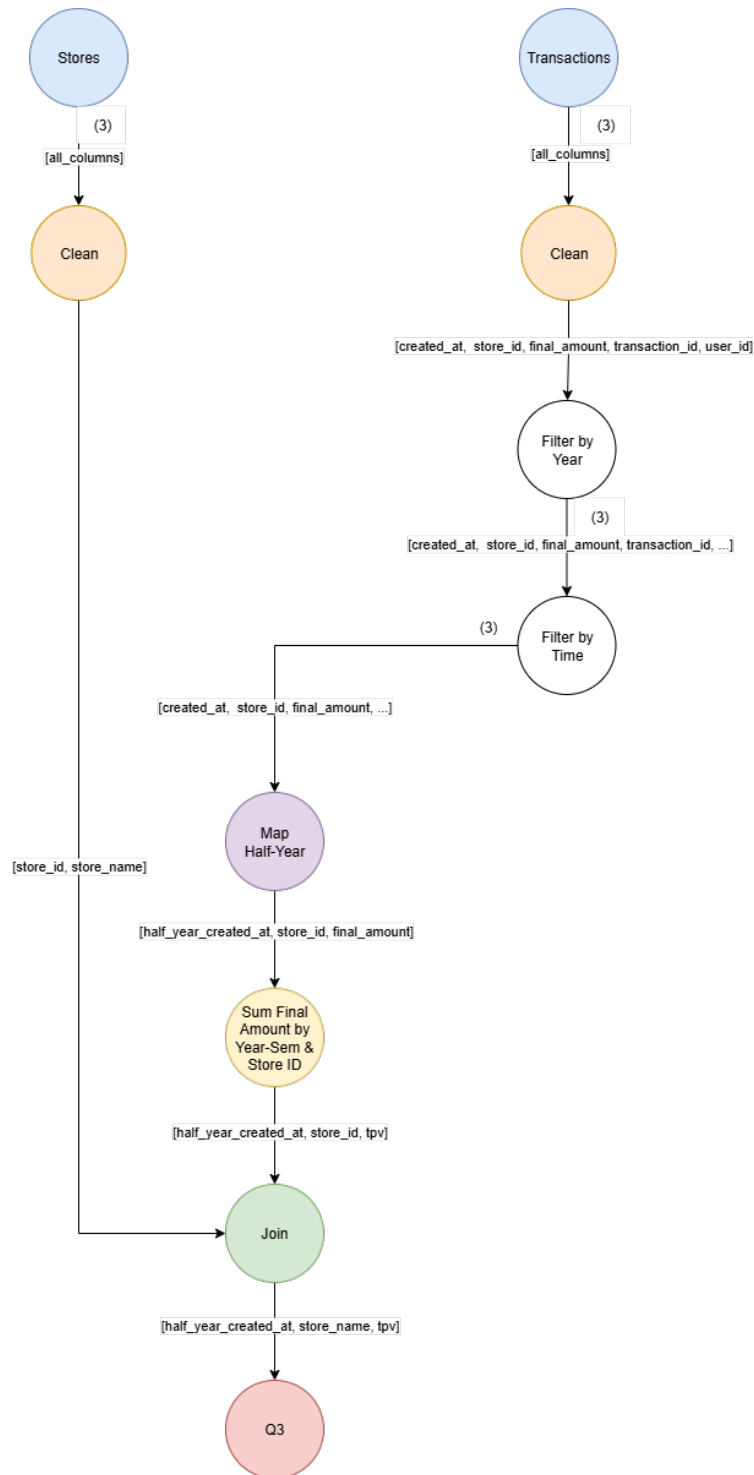 Stores
Transactions
(3)
(3)
[all_columns]
[all_columns]
Clean
Clean
[created_at,  store_id, final_amount, transaction_id, user_id]
Filter by
Year
(3)
[created_at,  store_id, final_amount, transaction_id, ...]
(3)
Filter by
Time
[created_at,  store_id, final_amount, ...]
Map
Half-Year
[store_id, store_name]
[half_year_created_at, store_id, final_amount]
Sum Final
Amount by
Year-Sem &
Store ID
[half_year_created_at, store_id, tpv]
Join
[half_year_created_at, store_name, tpv]
Q3